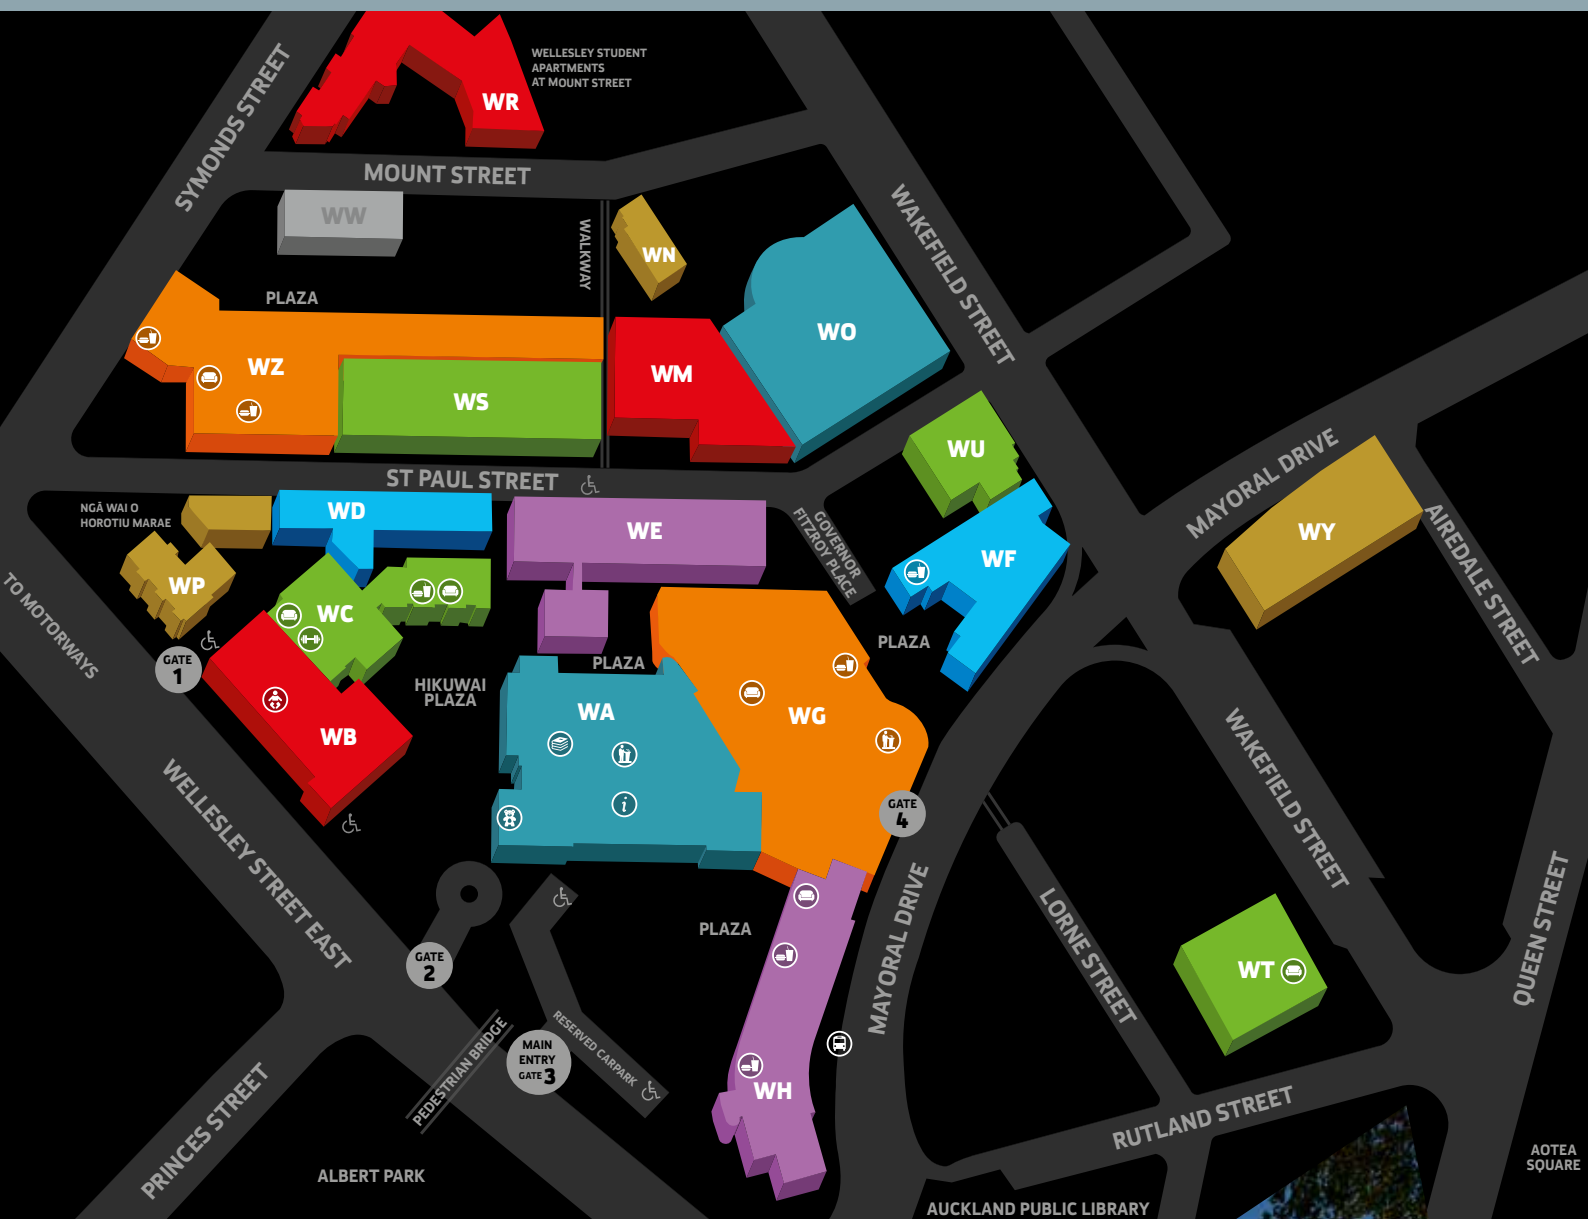 WELLESLEY STUDENT
APARTMENTS
AT MOUNT STREET
WR
SYMONDS STREET
MOUNT STREET
WW
WALKWAY
WN
WAKEFIELD STREET
PLAZA
WO
WZ
WM
WS
WU
MAYORAL DRIVE
ST PAUL STREET
NGĀ WAI O
HOROTIU MARAE
WD
WE
GOVERNOR
FITZROY PLACE
WF
WY
AIREDALE STREET
WP
WC
TO MOTORWAYS
GATE
1
PLAZA
PLAZA
HIKUWAI
PLAZA
WA
WG
WB
WAKEFIELD STREET
WELLESLEY STREET EAST
i
GATE
4
MAYORAL DRIVE
LORNE STREET
QUEEN STREET
PLAZA
GATE
2
WT
PEDESTRIAN BRIDGE
MAIN
ENTRY
GATE 3
RESERVED CARPARK
WH
PRINCES STREET
RUTLAND STREET
ALBERT PARK
AOTEA
SQUARE
AUCKLAND PUBLIC LIBRARY